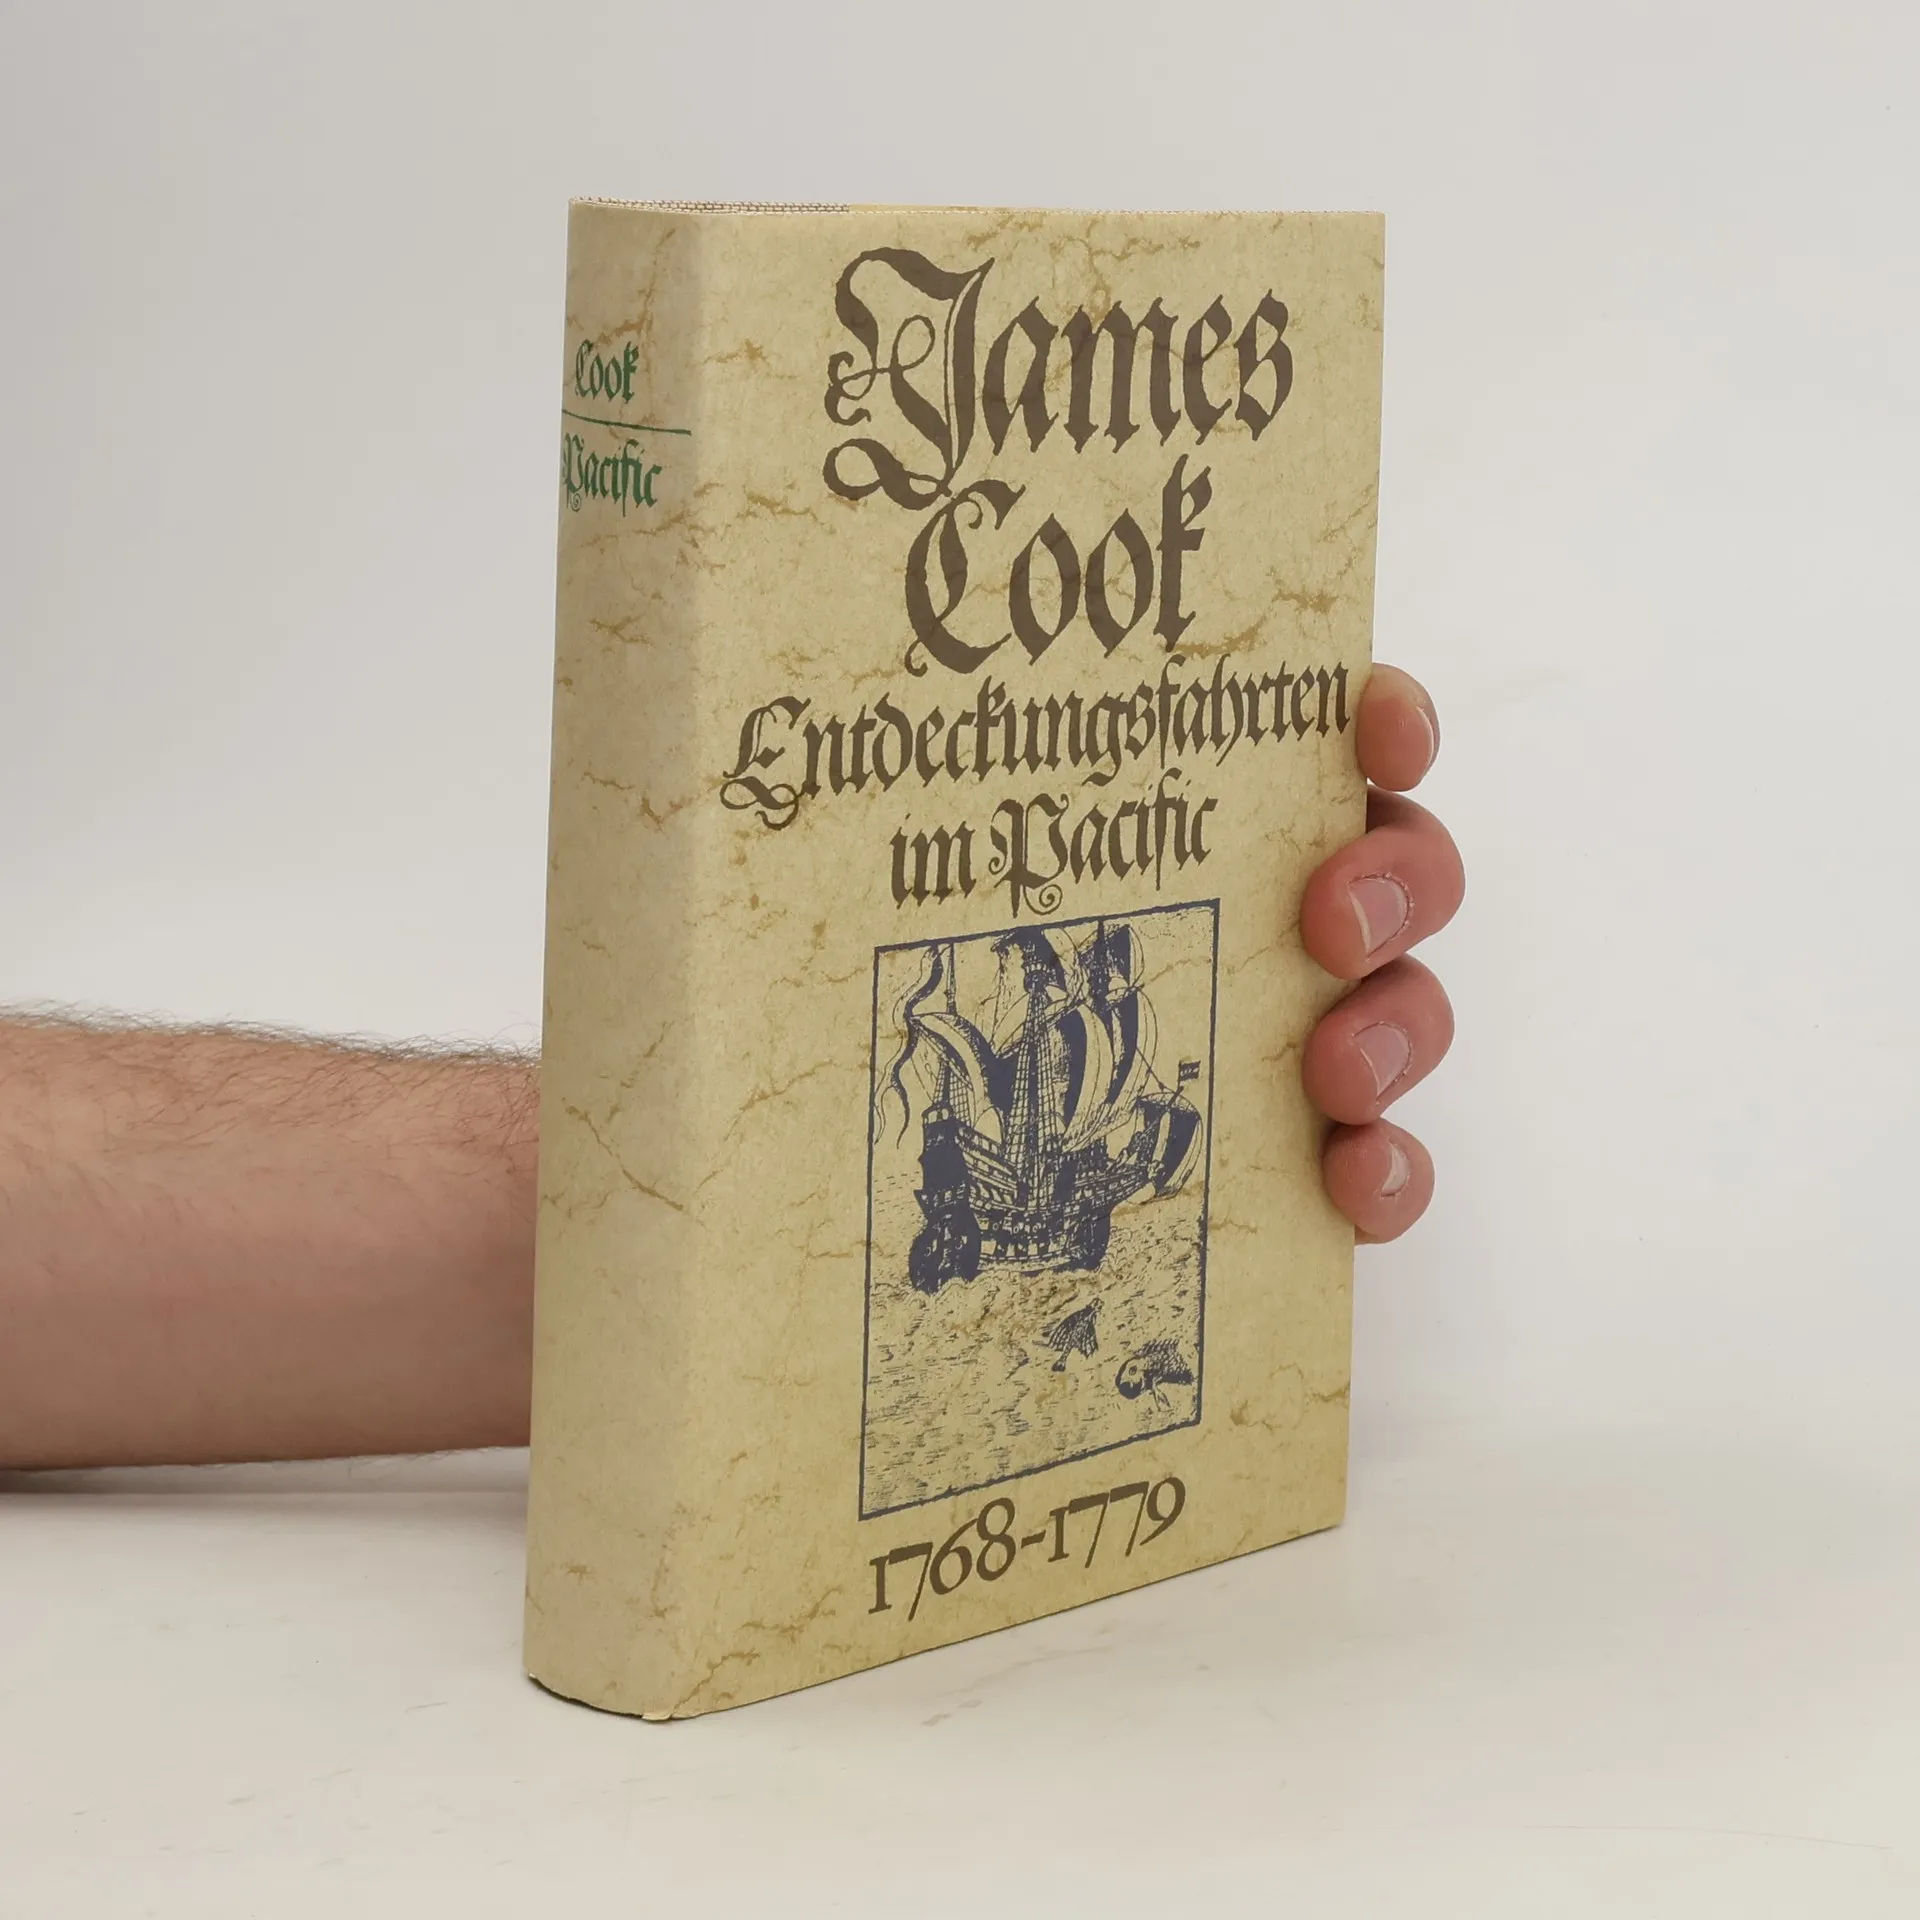 Cook
Pacific
James
Cook
Entdeckungsfahrten
im Pacific
1768-1779